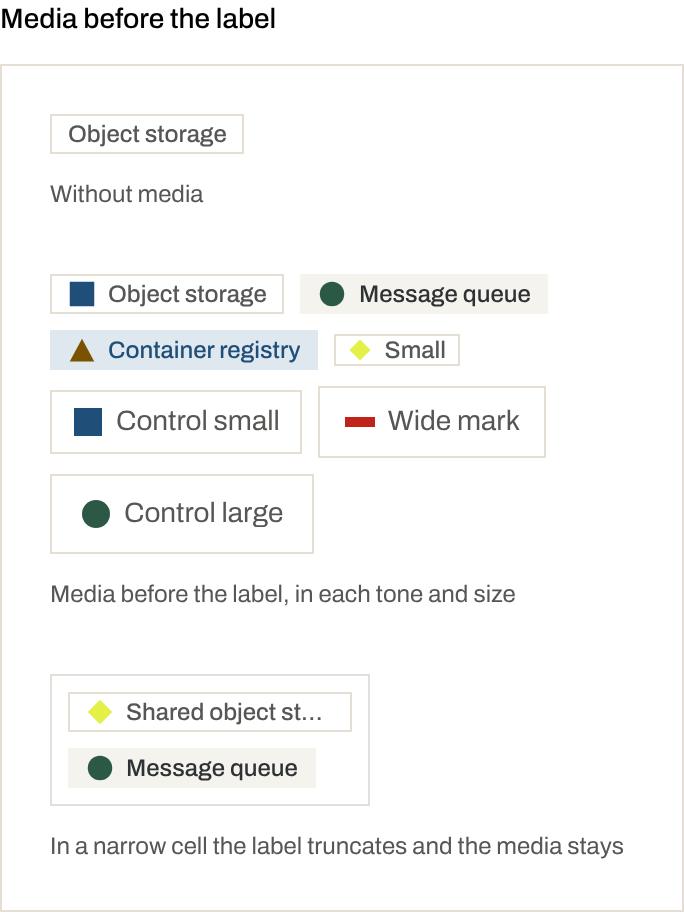 Media before the label
Object storage
Without media
Object storage
Message queue
Container registry
Small
Control small
Wide mark
Control large
Media before the label, in each tone and size
Shared object st…
Message queue
In a narrow cell the label truncates and the media stays